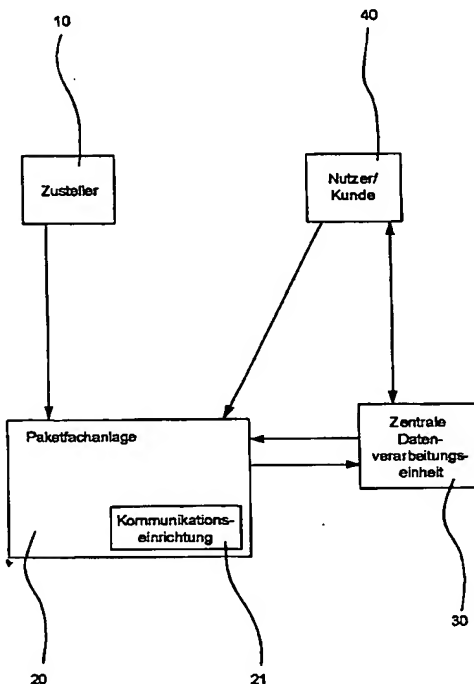 10
40
Zusteller
Nutzer/
Kunde
Paketfachanlage
Zentrale
Daten-
verarbeitungs-
einheit
Kommunikations-
einrichtung
30
20
21